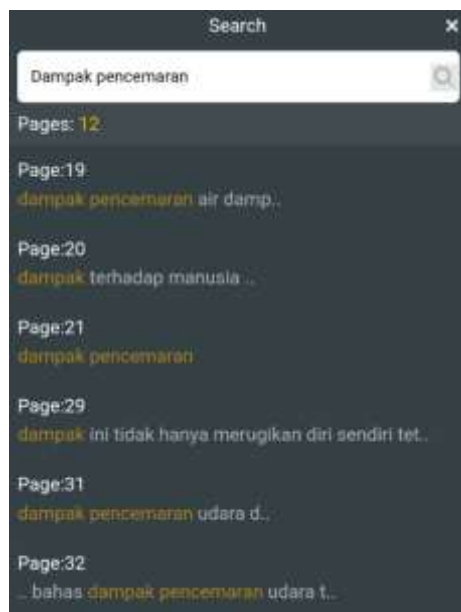 Search ×
Dampak pencemaran
Pages: 12
Page:19
dampak pencemaran air damp..
Page:20
dampak terhadap manusia ..
Page:21
dampak pencemaran
Page:29
dampak ini tidak hanya merugikan diri sendiri tet..
Page:31
dampak pencemaran udara d..
Page:32
.. bahas dampak pencemaran udara t..